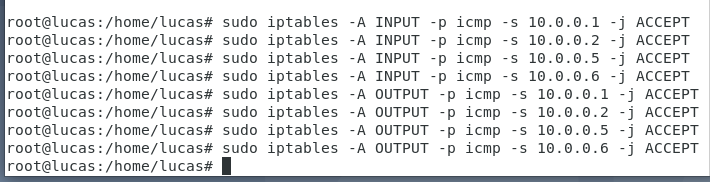 root@lucas:/home/lucas# sudo iptables -A INPUT -p icmp -s 10.0.0.1 -j ACCEPT
root@lucas:/home/lucas# sudo iptables -A INPUT -p icmp -s 10.0.0.2 -j ACCEPT
root@lucas:/home/lucas# sudo iptables -A INPUT -p icmp -s 10.0.0.5 -j ACCEPT
root@lucas:/home/lucas# sudo iptables -A INPUT -p icmp -s 10.0.0.6 -j ACCEPT
root@lucas:/home/lucas# sudo iptables -A OUTPUT -p icmp -s 10.0.0.1 -j ACCEPT
root@lucas:/home/lucas# sudo iptables -A OUTPUT -p icmp -s 10.0.0.2 -j ACCEPT
root@lucas:/home/lucas# sudo iptables -A OUTPUT -p icmp -s 10.0.0.5 -j ACCEPT
root@lucas:/home/lucas# sudo iptables -A OUTPUT -p icmp -s 10.0.0.6 -j ACCEPT
root@lucas:/home/lucas#